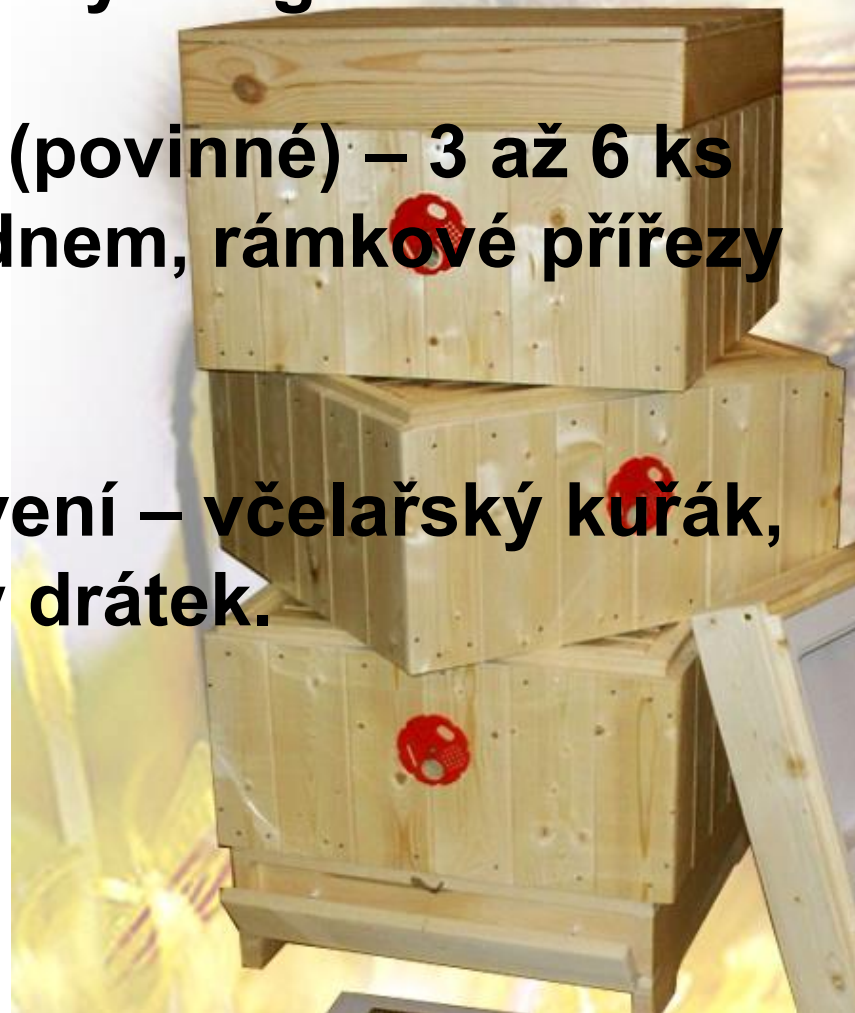 (povinné) – 3 až 6 ks
dnem, rámkové přířezy
vení – včelařský kuřák,
drátek.